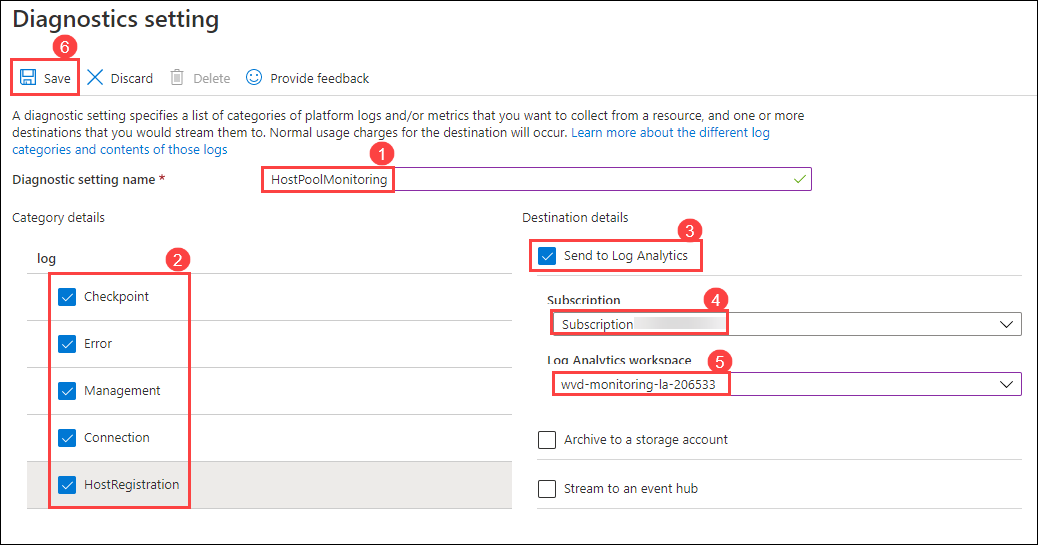 Diagnostics setting
6
Save Discard Delete Provide feedback
A diagnostic setting specifies a list of categories of platform logs and/or metrics that you want to collect from a resource, and one or more
destinations that you would stream them to. Normal usage charges for the destination will occur. Learn more about the different log
categories and contents of those logs
1
Diagnostic setting name * HostPoolMonitoring
Category details
log
2
Checkpoint
Error
Management
Connection
HostRegistration
Destination details
3
Send to Log Analytics
4
Subscription
Subscription
5
Log Analytics workspace
wvd-monitoring-la-206533
Archive to a storage account
Stream to an event hub